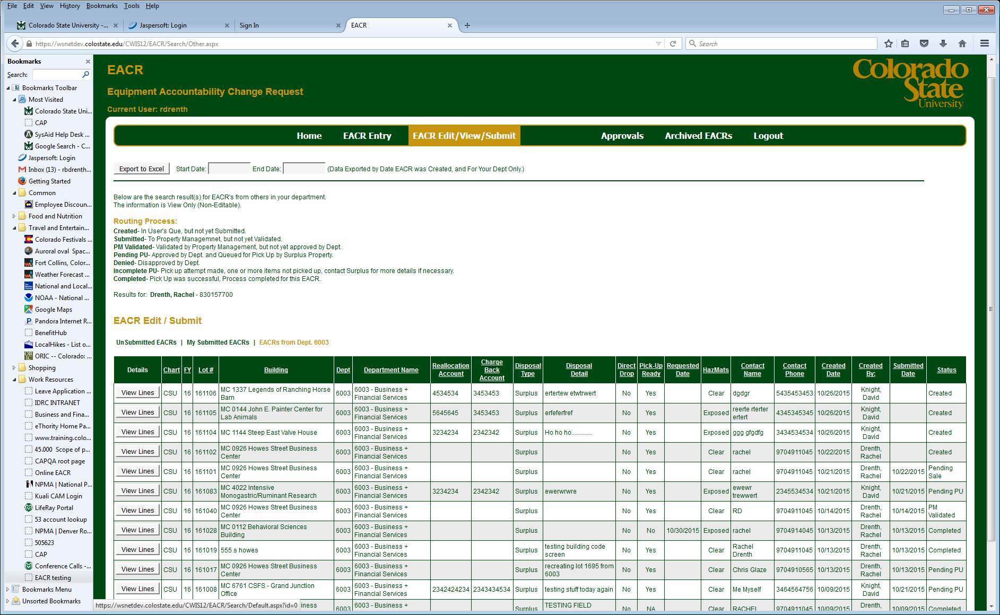 File Edit View History Bookmarks Tools Help
Colorado State University -...
Jaspersoft: Login
Sign In
EACR
https://wsnetdev.colostate.edu/CWIS12/EACR/Search/Other.aspx
Search
Bookmarks
Search:
Bookmarks Toolbar
Most Visited
Colorado State Uni...
CAP
SysAid Help Desk ...
Google Search - C...
Jaspersoft: Login
Inbox (13) - rbdrenth...
Getting Started
Common
Employee Discoun...
Food and Nutrition
Travel and Entertain...
Colorado Festivals ...
Auroral oval Spac...
Fort Collins, Color...
Weather Forecast ...
National and Local...
NOAA - National ...
Google Maps
Pandora Internet R...
BenefitHub
LocalHikes - List o...
ORIC -- Colorado: ...
Shopping
Work Resources
Leave Application ...
IDRC INTRANET
Business and Fina...
eThority Home Pa...
www.training.colo...
45.000 Scope of p...
CAPQA root page
Online EACR
NPMA | National P...
Kuali CAM Login
LifeRay Portal
53 account lookup
NPMA | Denver Ro...
505623
CAP
Conference Calls -...
EACR testing
Bookmarks Menu
Unsorted Bookmarks
EACR
Equipment Accountability Change Request
Current User: rdrenth
Colorado
State
University
Home EACR Entry EACR Edit/View/Submit Approvals Archived EACRs Logout
Export to Excel Start Date: End Date: (Data Exported by Date EACR was Created, and For Your Dept Only.)
Below are the search result(s) for EACR's from others in your department.
The information is View Only (Non-Editable).
Routing Process:
Created- In User's Que, but not yet Submitted.
Submitted- To Property Managemnet, but not yet Validated.
PM Validated- Validated by Property Management, but not yet approved by Dept.
Pending PU- Approved by Dept. and Queued for Pick Up by Surplus Property.
Denied- Disapproved by Dept.
Incomplete PU- Pick up attempt made, one or more items not picked up, contact Surplus for more details if necessary.
Completed- Pick Up was successful, Process completed for this EACR.
Results for: Drenth, Rachel - 830157700
EACR Edit / Submit
UnSubmitted EACRs | My Submitted EACRs | EACRs from Dept. 6003
Details Chart FY Lot # Building Dept Department Name Reallocation Account Charge Back Account Disposal Type Disposal Detail Direct Drop Pick-Up Ready Requested Date HazMats Contact Name Contact Phone Created Date Created By: Submitted Date Status
View Lines CSU 16 161106 MC 1337 Legends of Ranching Horse Barn 6003 6003 - Business + Financial Services 4534534 3453453 Surplus ertertew etwtrwert No Yes Clear dgdgr 5435453453 10/26/2015 Knight, David Created
View Lines CSU 16 161105 MC 0144 John E. Painter Center for Lab Animals 6003 6003 - Business + Financial Services 5645645 3453453 Surplus erfeferfref No Yes Exposed reerte rterter ertert 4345345345 10/26/2015 Knight, David Created
View Lines CSU 16 161104 MC 1144 Steep East Valve House 6003 6003 - Business + Financial Services 3234234 2342342 Surplus Ho ho ho............. No Yes Exposed ggg gfgdfg 3434534534 10/26/2015 Knight, David Created
View Lines CSU 16 161102 MC 0926 Howes Street Business Center 6003 6003 - Business + Financial Services Surplus No Yes Clear rachel 9704911045 10/22/2015 Drenth, Rachel Created
View Lines CSU 16 161101 MC 0926 Howes Street Business Center 6003 6003 - Business + Financial Services Surplus No Yes Clear rachel 9704911045 10/21/2015 Drenth, Rachel 10/22/2015 Pending Sale
View Lines CSU 16 161083 MC 4022 Intensive Monogastric/Ruminant Research 6003 6003 - Business + Financial Services 3234234 2342342 Surplus ewerwrwre No Yes Exposed ewewr trewwert 2345534534 10/21/2015 Knight, David 10/21/2015 Pending PU
View Lines CSU 16 161040 MC 0926 Howes Street Business Center 6003 6003 - Business + Financial Services Surplus No Yes Clear RD 9704911045 10/14/2015 Drenth, Rachel 10/14/2015 PM Validated
View Lines CSU 16 161028 MC 0112 Behavioral Sciences Building 6003 6003 - Business + Financial Services Surplus No No 10/30/2015 Exposed rachel 9704914045 10/13/2015 Drenth, Rachel 10/13/2015 Completed
View Lines CSU 16 161019 555 s howes 6003 6003 - Business + Financial Services Surplus testing building code screen No Yes Clear Rachel Drenth 9704911045 10/13/2015 Drenth, Rachel 10/13/2015 Completed
View Lines CSU 16 161017 MC 0926 Howes Street Business Center 6003 6003 - Business + Financial Services Surplus recreating lot 1695 from 6003 No Yes Clear Chris Glaze 9704910565 10/13/2015 Drenth, Rachel 10/13/2015 Pending PU
View Lines CSU 16 161008 MC 6761 CSFS - Grand Junction Office 6003 6003 - Business + Financial Services 2342424234 2343434534 Surplus testing stuff today again No Yes Clear Me Myself 3464564756 10/09/2015 Knight, David 10/21/2015 Pending PU
iness 6003 6003 - Business + Surplus TESTING FIELD No NA Clear RACHEL 9704911045 10/09/2015 Drenth, 10/09/2015 Completed
https://wsnetdev.colostate.edu/CWIS12/EACR/Search/Default.aspx?id=0